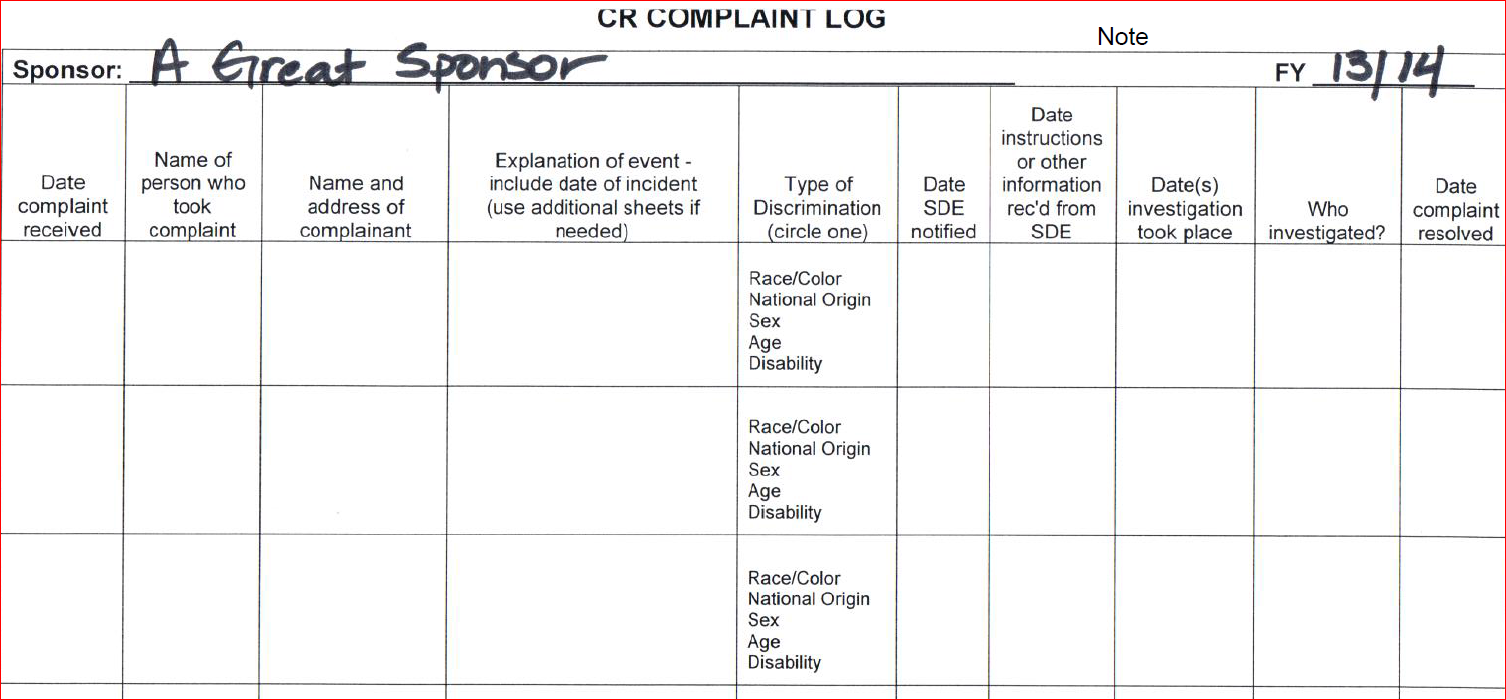 CR COMPLAINT LOG
Note
Sponsor: A Great Sponsor FY 13/14
Date complaint received
Name of person who took complaint
Name and address of complainant
Explanation of event - include date of incident (use additional sheets if needed)
Type of Discrimination (circle one)
Date SDE notified
Date instructions or other information rec'd from SDE
Date(s) investigation took place
Who investigated?
Date complaint resolved
Race/Color
National Origin
Sex
Age
Disability
Race/Color
National Origin
Sex
Age
Disability
Race/Color
National Origin
Sex
Age
Disability